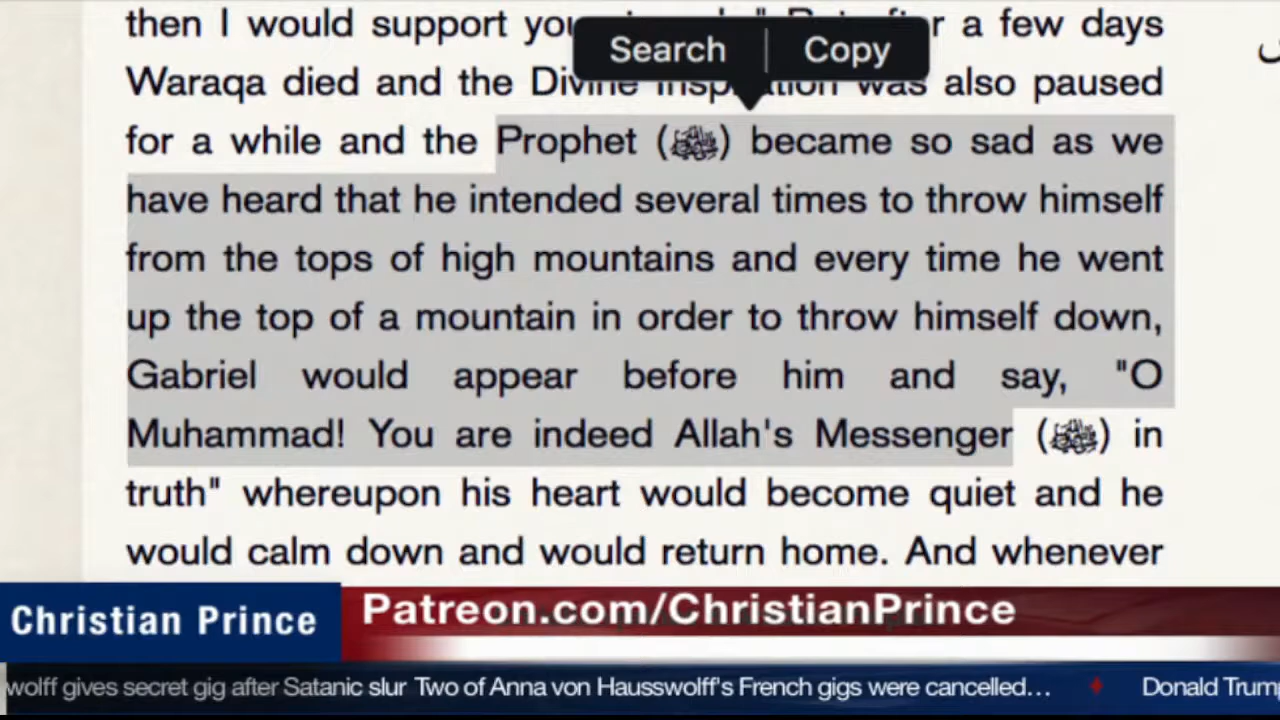 then I would support you " But after a few days
Search Copy
Waraqa died and the Divine Inspiration was also paused
for a while and the Prophet (ﷺ) became so sad as we
have heard that he intended several times to throw himself
from the tops of high mountains and every time he went
up the top of a mountain in order to throw himself down,
Gabriel would appear before him and say, "O
Muhammad! You are indeed Allah's Messenger (ﷺ) in
truth" whereupon his heart would become quiet and he
would calm down and would return home. And whenever
Christian Prince
Patreon.com/ChristianPrince
wolff gives secret gig after Satanic slur Two of Anna von Hausswolff's French gigs were cancelled... Donald Trump